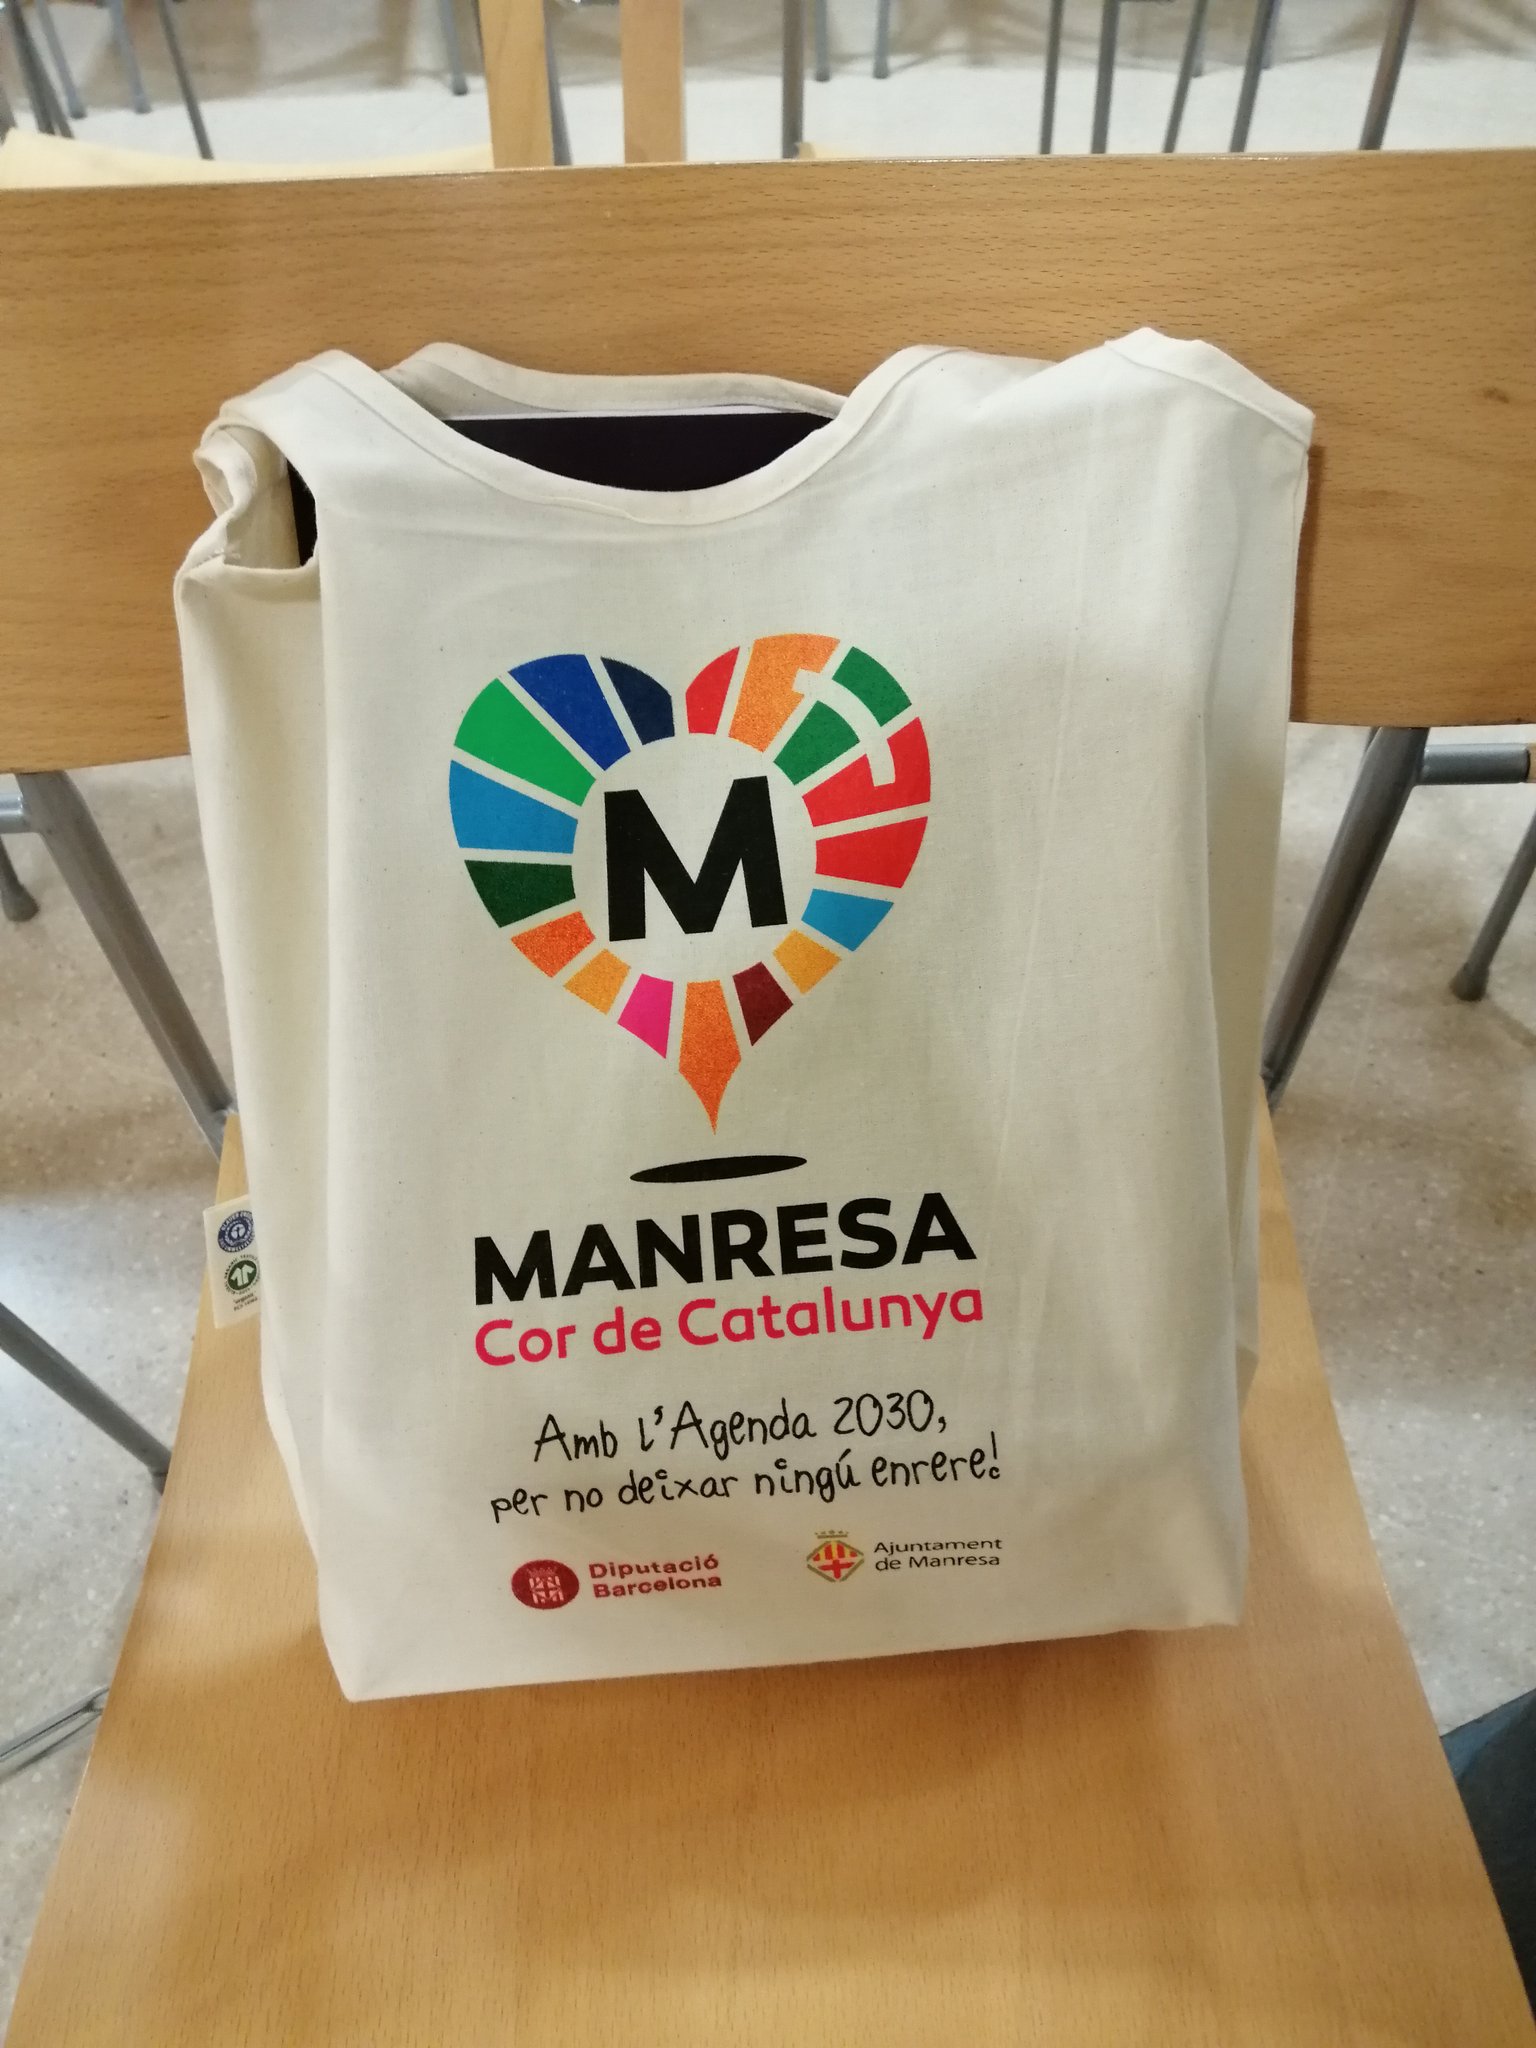 M
MANRESA
Cor de Catalunya
Amb l'Agenda 2030,
per no deixar ningú enrere!
Diputació
Barcelona
Ajuntament
de Manresa